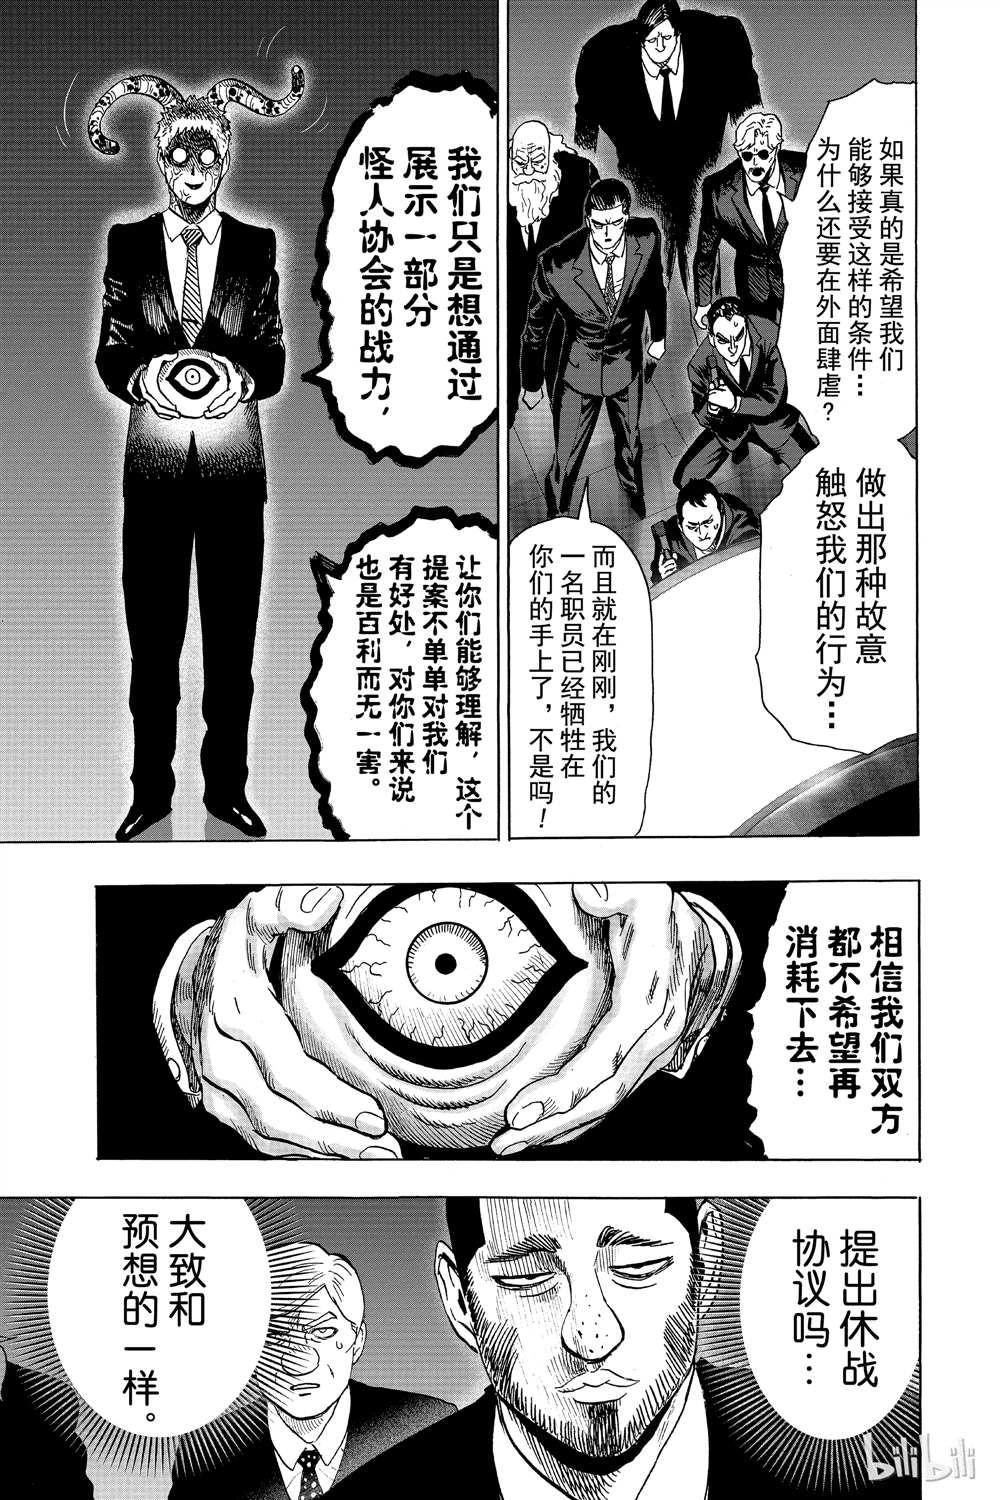 如果真的是希望我们
能够接受这样的条件…
为什么还要在外面肆虐?
做出那种故意
触怒我们的行为…
而且就在刚刚，我们的
一名职员已经牺牲在
你们的手上了，不是吗！
我们只是想通过
展示一部分
怪人协会的战力，
让你们能够理解，这个
提案不单单对我们
有好处，对你们来说
也是百利而无一害。
相信我们双方
都不希望再
消耗下去…
提出休战
协议吗…
大致和
预想的一样。
bilibili